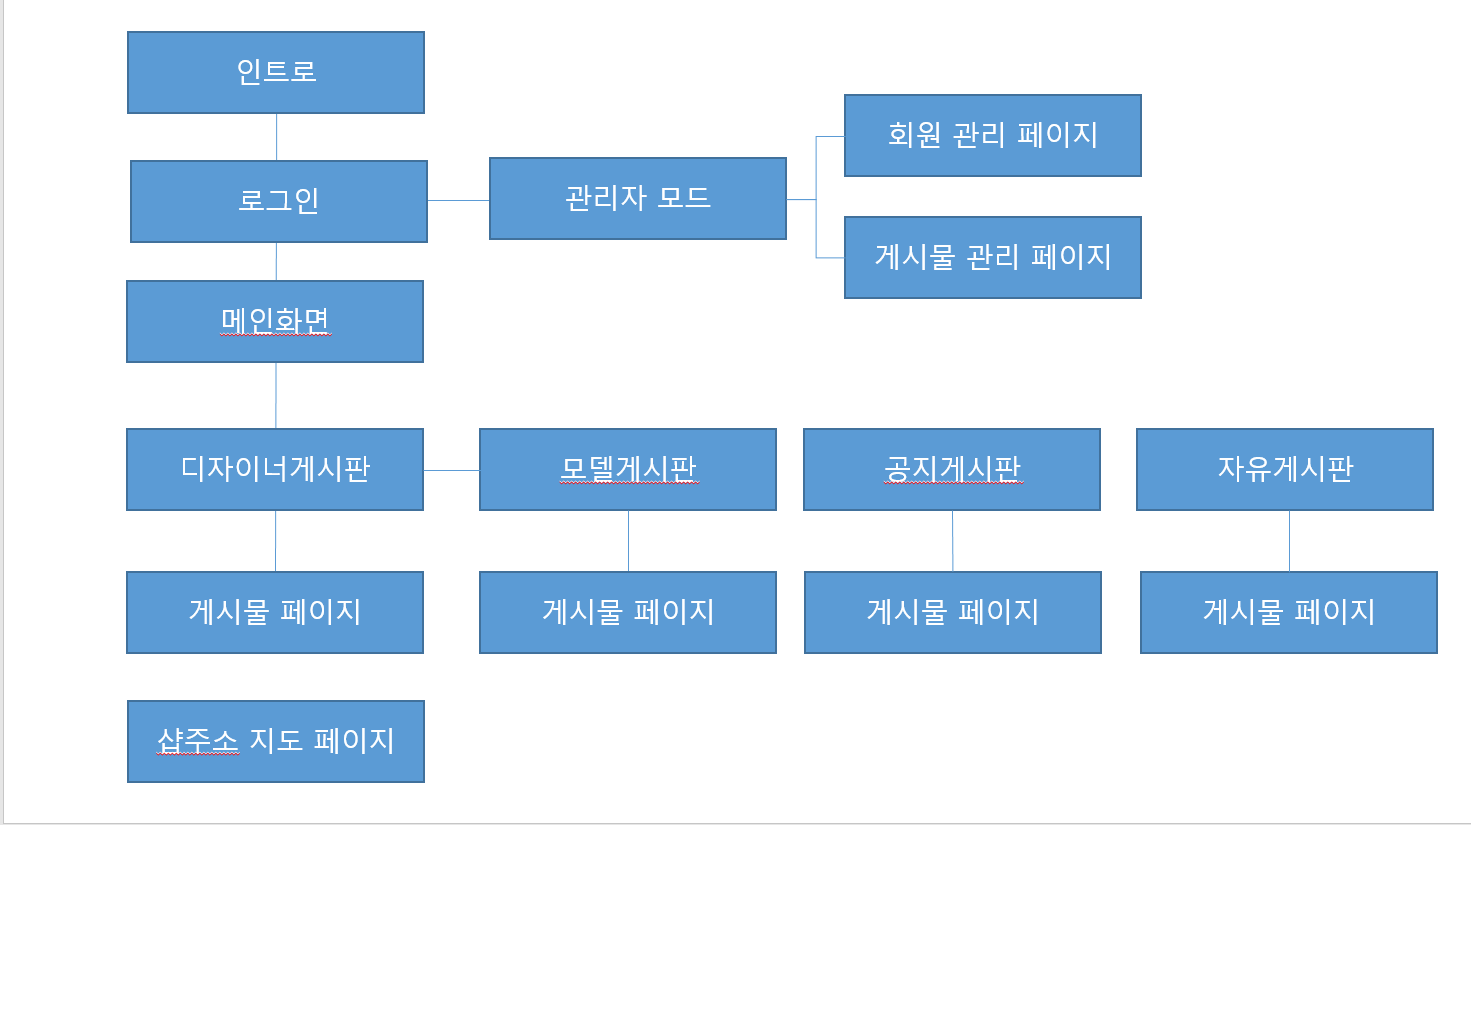 인트로
로그인
관리자 모드
회원 관리 페이지
게시물 관리 페이지
메인화면
디자이너게시판
모델게시판
공지게시판
자유게시판
게시물 페이지
게시물 페이지
게시물 페이지
게시물 페이지
샵주소 지도 페이지